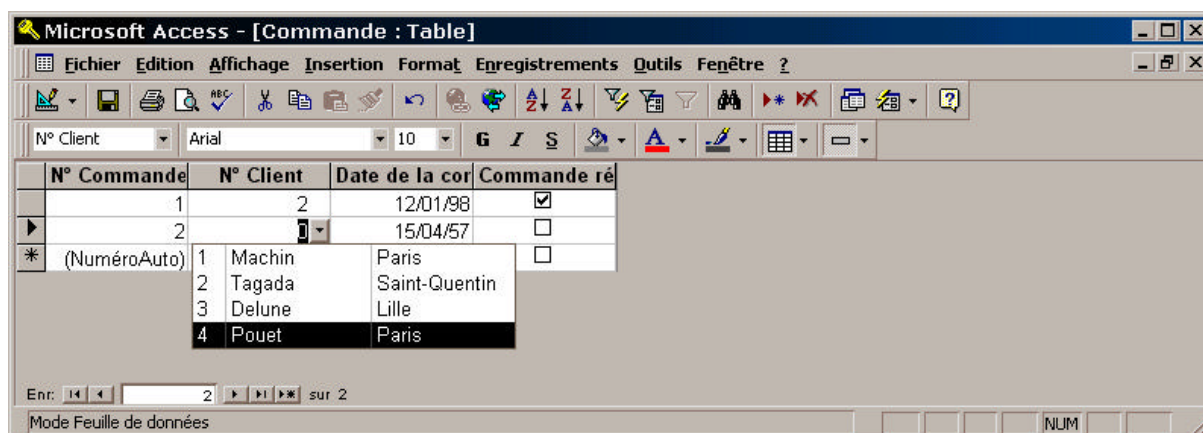 Microsoft Access - [Commande : Table]
Fichier Edition Affichage Insertion Format Enregistrements Outils Fenêtre ?
N° Client Arial 10 G I S
N° Commande N° Client Date de la cor Commande ré
1 2 12/01/98
2 0 15/04/57
(NuméroAuto)
1 Machin Paris
2 Tagada Saint-Quentin
3 Delune Lille
4 Pouet Paris
Enr: 2 sur 2
Mode Feuille de données NUM